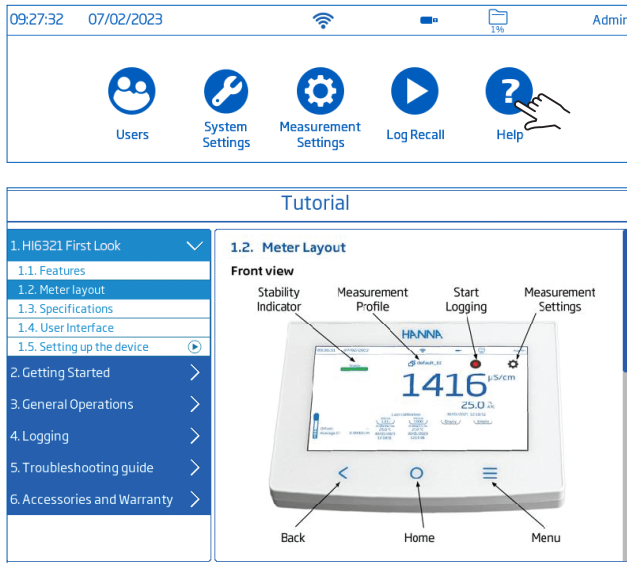 09:27:32 07/02/2023 1% Admin
Users System Settings Measurement Settings Log Recall Help
Tutorial
1. HI6321 First Look
1.1. Features
1.2. Meter layout
1.3. Specifications
1.4. User Interface
1.5. Setting up the device
2. Getting Started
3. General Operations
4. Logging
5. Troubleshooting guide
6. Accessories and Warranty
1.2. Meter Layout
Front view
Stability Indicator
Measurement Profile
Start Logging
Measurement Settings
HANNA
default_EC
1416 µS/cm
25.0
Last calibration
Back Home Menu